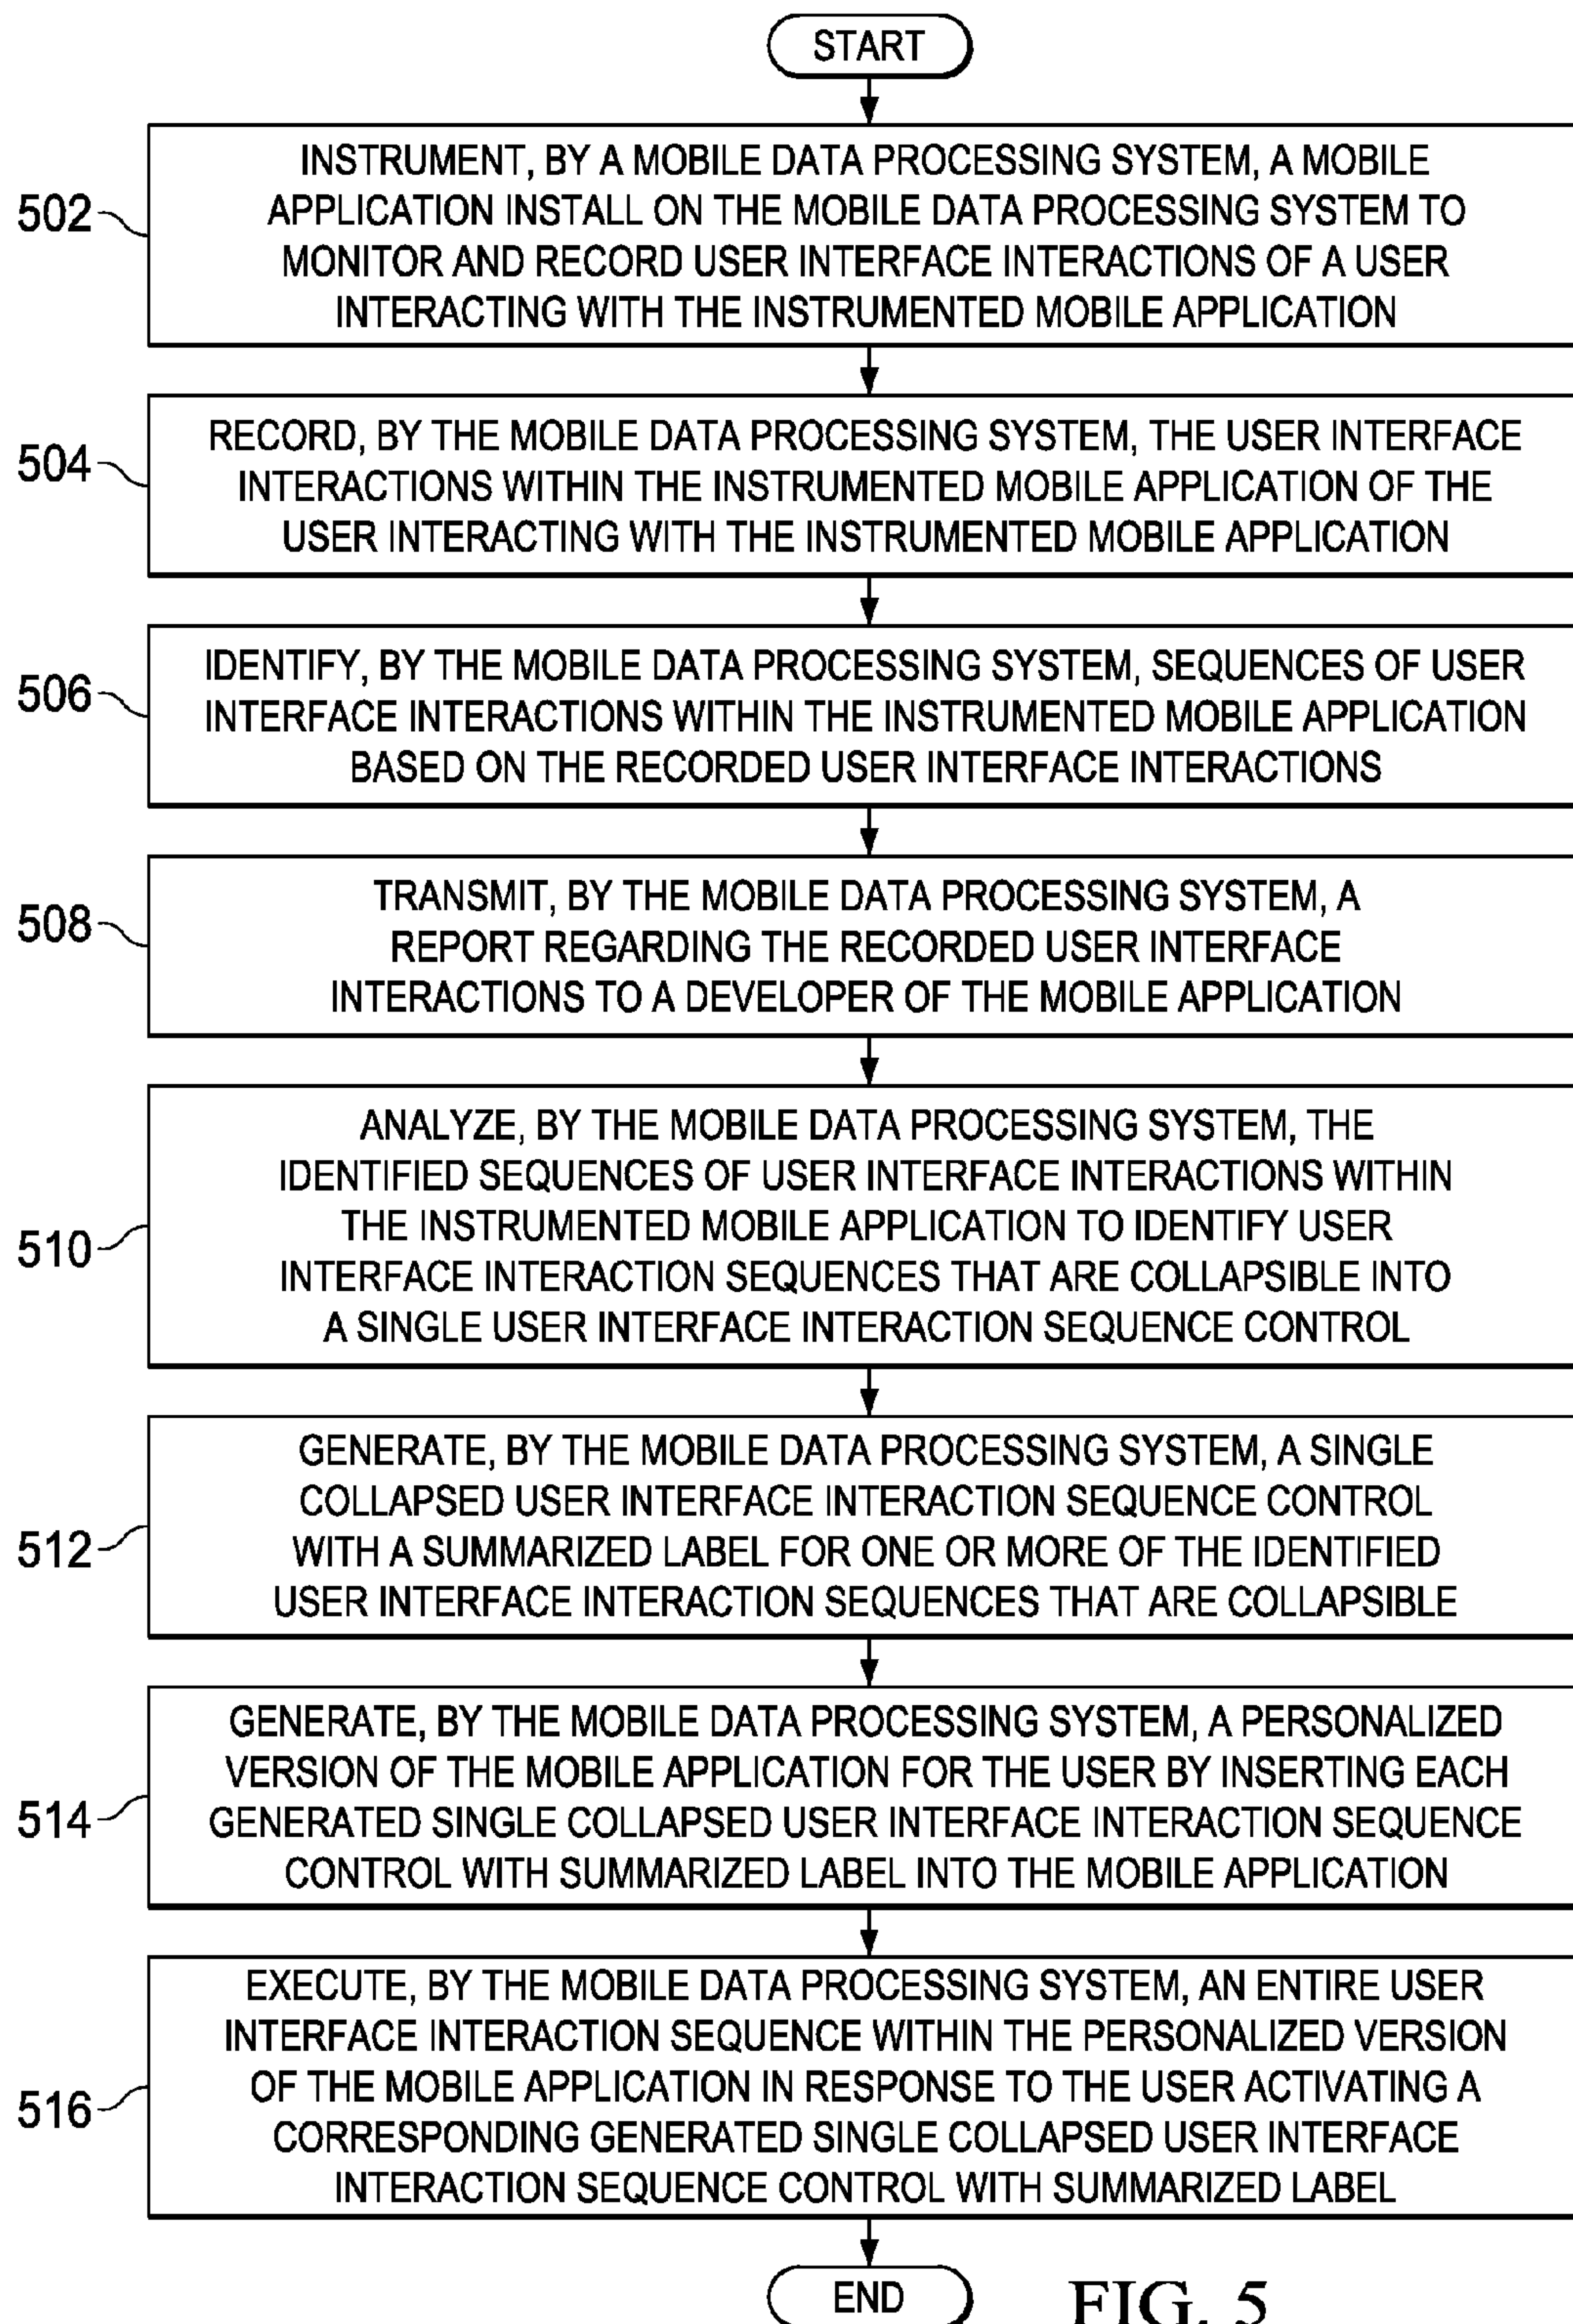 START
INSTRUMENT, BY A MOBILE DATA PROCESSING SYSTEM, A MOBILE
APPLICATION INSTALL ON THE MOBILE DATA PROCESSING SYSTEM TO
MONITOR AND RECORD USER INTERFACE INTERACTIONS OF A USER
INTERACTING WITH THE INSTRUMENTED MOBILE APPLICATION
502
RECORD, BY THE MOBILE DATA PROCESSING SYSTEM, THE USER INTERFACE
INTERACTIONS WITHIN THE INSTRUMENTED MOBILE APPLICATION OF THE
USER INTERACTING WITH THE INSTRUMENTED MOBILE APPLICATION
504
IDENTIFY, BY THE MOBILE DATA PROCESSING SYSTEM, SEQUENCES OF USER
INTERFACE INTERACTIONS WITHIN THE INSTRUMENTED MOBILE APPLICATION
BASED ON THE RECORDED USER INTERFACE INTERACTIONS
506
TRANSMIT, BY THE MOBILE DATA PROCESSING SYSTEM, A
REPORT REGARDING THE RECORDED USER INTERFACE
INTERACTIONS TO A DEVELOPER OF THE MOBILE APPLICATION
508
ANALYZE, BY THE MOBILE DATA PROCESSING SYSTEM, THE
IDENTIFIED SEQUENCES OF USER INTERFACE INTERACTIONS WITHIN
THE INSTRUMENTED MOBILE APPLICATION TO IDENTIFY USER
INTERFACE INTERACTION SEQUENCES THAT ARE COLLAPSIBLE INTO
A SINGLE USER INTERFACE INTERACTION SEQUENCE CONTROL
510
GENERATE, BY THE MOBILE DATA PROCESSING SYSTEM, A SINGLE
COLLAPSED USER INTERFACE INTERACTION SEQUENCE CONTROL
WITH A SUMMARIZED LABEL FOR ONE OR MORE OF THE IDENTIFIED
USER INTERFACE INTERACTION SEQUENCES THAT ARE COLLAPSIBLE
512
GENERATE, BY THE MOBILE DATA PROCESSING SYSTEM, A PERSONALIZED
VERSION OF THE MOBILE APPLICATION FOR THE USER BY INSERTING EACH
GENERATED SINGLE COLLAPSED USER INTERFACE INTERACTION SEQUENCE
CONTROL WITH SUMMARIZED LABEL INTO THE MOBILE APPLICATION
514
EXECUTE, BY THE MOBILE DATA PROCESSING SYSTEM, AN ENTIRE USER
INTERFACE INTERACTION SEQUENCE WITHIN THE PERSONALIZED VERSION
OF THE MOBILE APPLICATION IN RESPONSE TO THE USER ACTIVATING A
CORRESPONDING GENERATED SINGLE COLLAPSED USER INTERFACE
INTERACTION SEQUENCE CONTROL WITH SUMMARIZED LABEL
516
END
FIG. 5